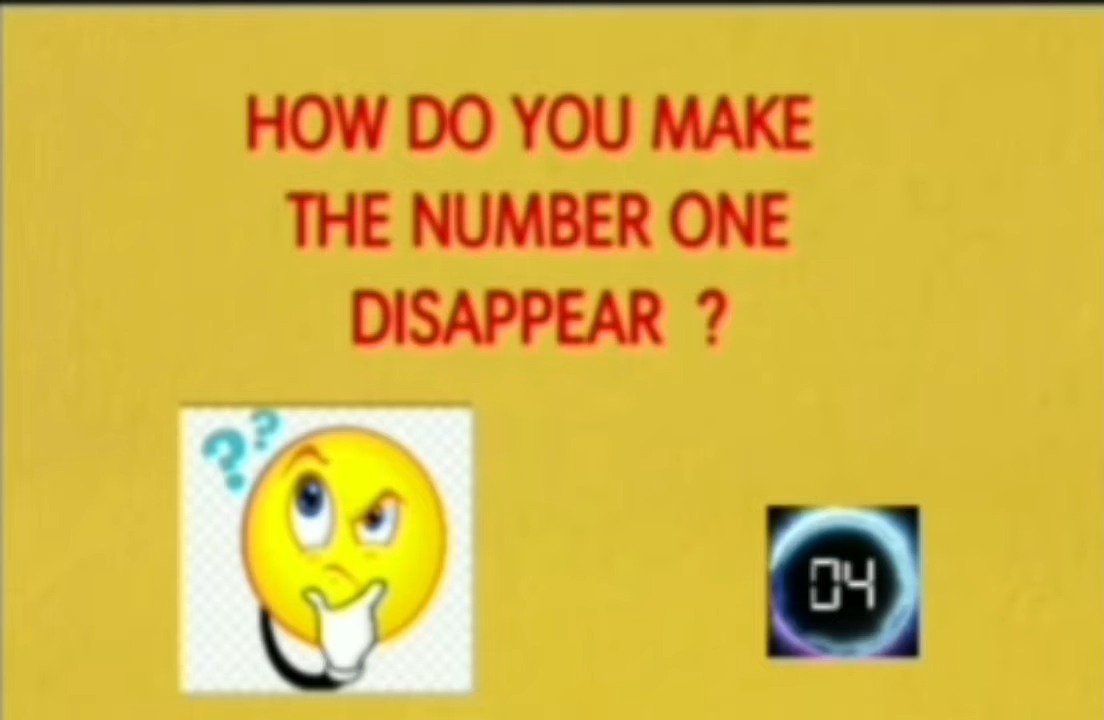 HOW DO YOU MAKE
THE NUMBER ONE
DISAPPEAR ?
? ?
04